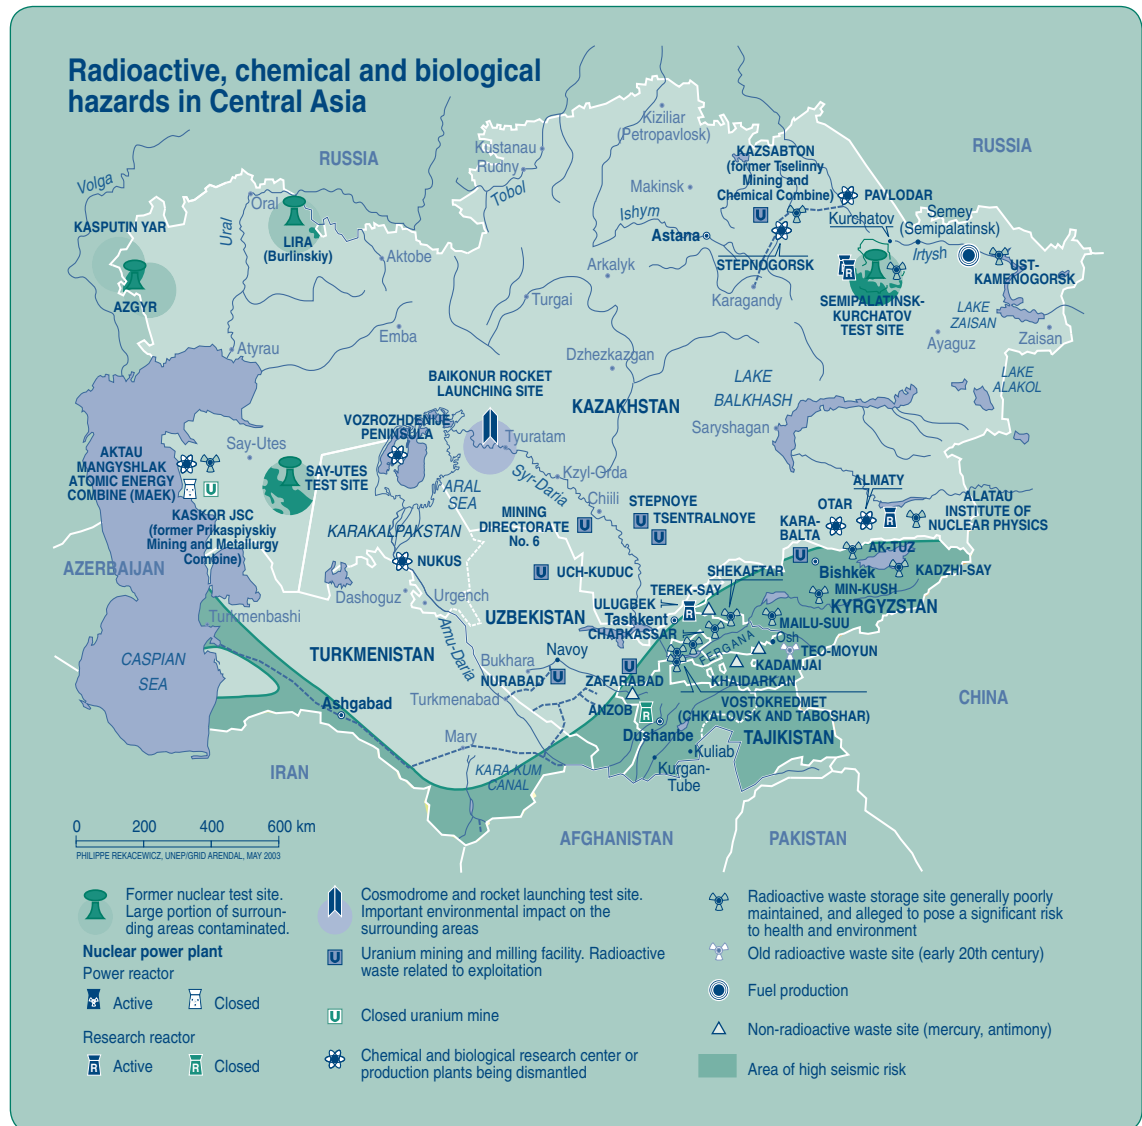 Radioactive, chemical and biological
hazards in Central Asia
RUSSIA
RUSSIA
Volga
Oral
Ural
KASPUTIN YAR
AZGYR
LIRA
(Burlinskiy)
Aktobe
Kustanau
Rudny
Tobol
Kiziliar
(Petropavlosk)
Makinsk
Ishym
Astana
KAZSABTON
(former Tselinny
Mining and
Chemical Combine)
PAVLODAR
Kurchatov
Semey
(Semipalatinsk)
Irtysh
STEPNOGORSK
UST-
KAMENOGORSK
SEMIPALATINSK-
KURCHATOV
TEST SITE
LAKE
ZAISAN
Zaisan
Ayaguz
Arkalyk
Karagandy
Turgai
Emba
Atyrau
Dzhezkazgan
LAKE
BALKHASH
LAKE
ALAKOL
BAIKONUR ROCKET
LAUNCHING SITE
KAZAKHSTAN
Saryshagan
VOZROZHDENIJE
PENINSULA
Tyuratam
Say-Utes
AKTAU
MANGYSHLAK
ATOMIC ENERGY
COMBINE (MAEK)
SAY-UTES
TEST SITE
KASKOR JSC
(former Prikaspiyskiy
Mining and Metallurgy
Combine)
ARAL
SEA
Syr-Daria
Kzyl-Orda
Chiili
STEPNOYE
TSENTRALNOYE
MINING
DIRECTORATE
No. 6
ALMATY
OTAR
ALATAU
INSTITUTE OF
NUCLEAR PHYSICS
KARA-
BALTA
AK-TUZ
KARAKALPAKSTAN
NUKUS
UCH-KUDUC
SHEKAFTAR
Bishkek
KADZHI-SAY
MIN-KUSH
KYRGYZSTAN
AZERBAIJAN
Dashoguz
Urgench
TEREK-SAY
ULUGBEK
Tashkent
CHARKASSAR
UZBEKISTAN
MAILU-SUU
Osh
TEO-MOYUN
FERGANA
KADAMJAI
KHAIDARKAN
Turkmenbashi
TURKMENISTAN
Amu-Daria
Bukhara
Navoy
NURABAD
ZAFARABAD
Turkmenabad
CASPIAN
SEA
Ashgabad
ANZOB
VOSTOKREDMET
(CHKALOVSK AND TABOSHAR)
Dushanbe
TAJIKISTAN
CHINA
Mary
Kuliab
Kurgan-
Tube
KARA-KUM
CANAL
IRAN
AFGHANISTAN
PAKISTAN
0 200 400 600 km
PHILIPPE REKACEWICZ, UNEP/GRID ARENDAL, MAY 2003
Former nuclear test site.
Large portion of surroun-
ding areas contaminated.
Nuclear power plant
Power reactor
Active
Closed
Research reactor
R
Active
R
Closed
Cosmodrome and rocket launching test site.
Important environmental impact on the
surrounding areas
U
Uranium mining and milling facility. Radioactive
waste related to exploitation
U
Closed uranium mine
Chemical and biological research center or
production plants being dismantled
Radioactive waste storage site generally poorly
maintained, and alleged to pose a significant risk
to health and environment
Old radioactive waste site (early 20th century)
Fuel production
Non-radioactive waste site (mercury, antimony)
Area of high seismic risk